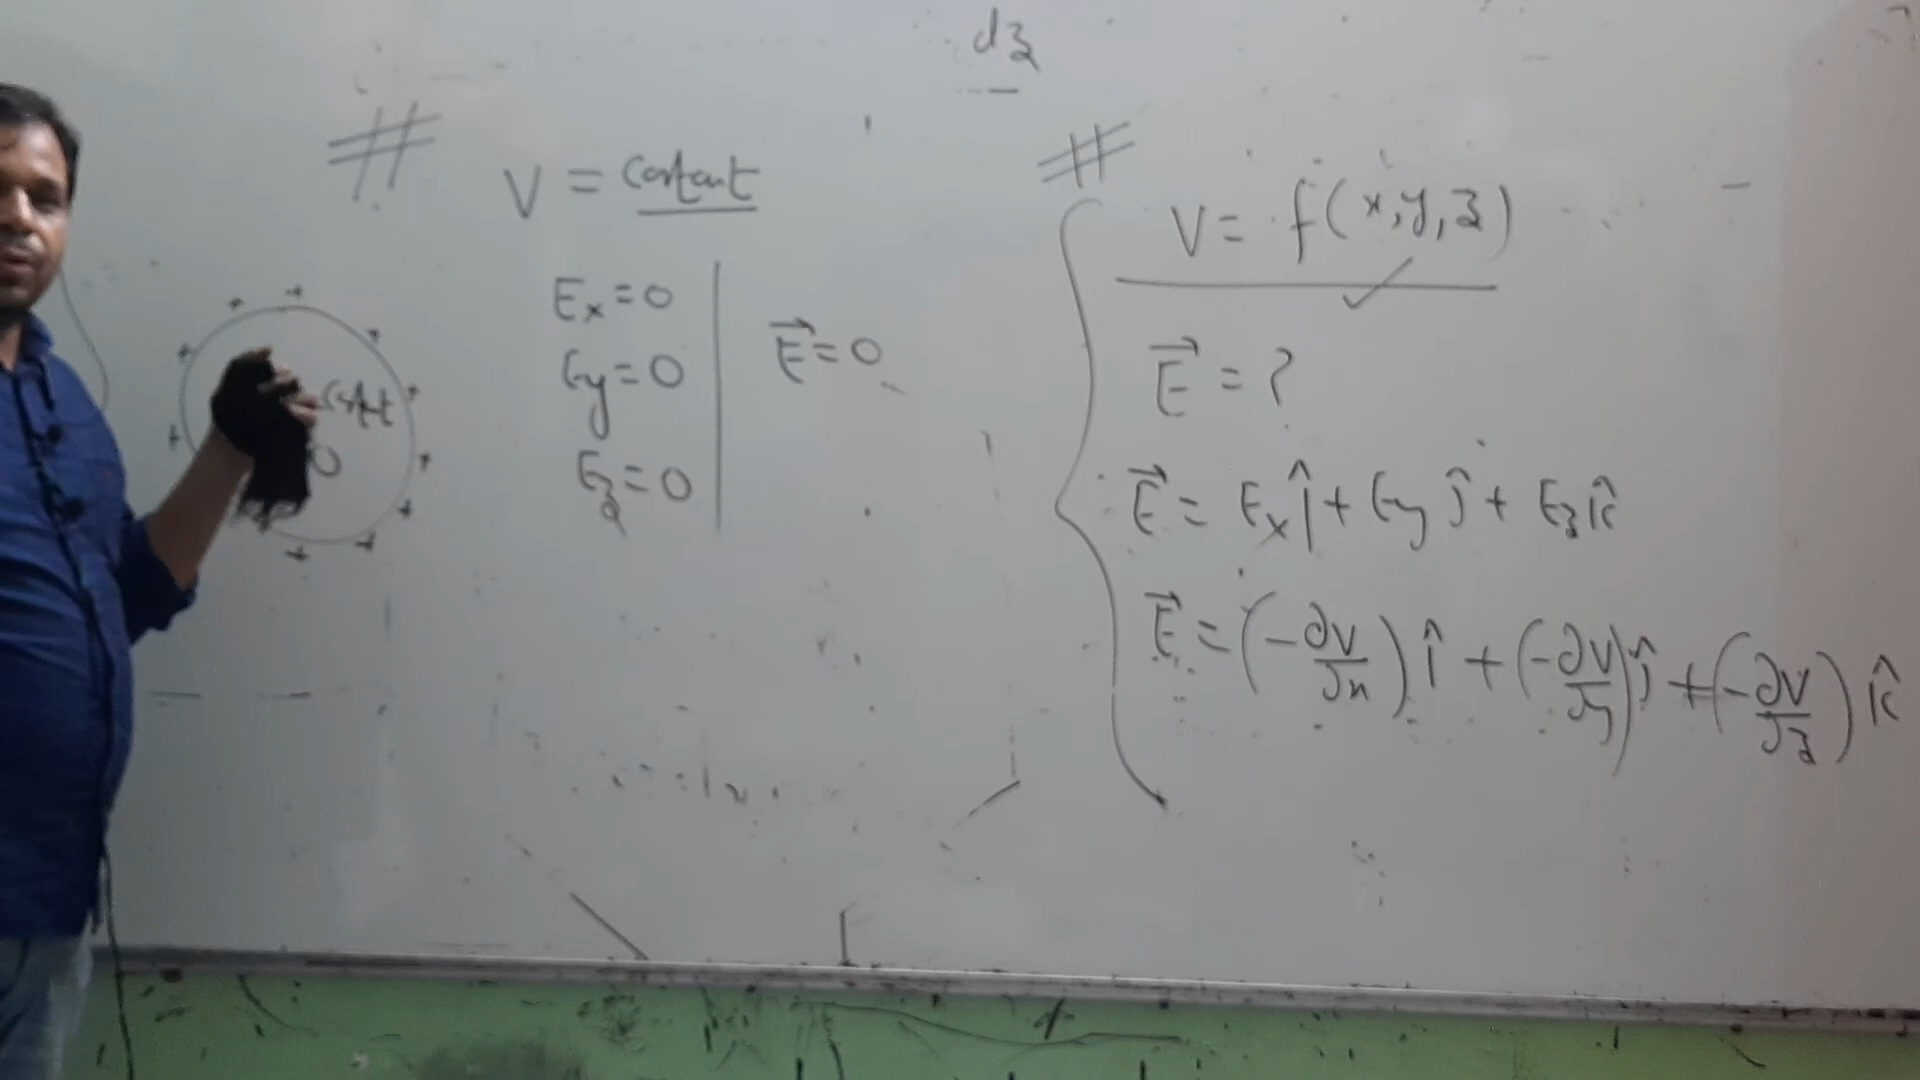 dz
#
V = constant
Ex = 0
Ey = 0
Ez = 0
E⃗ = 0
#
V = f(x,y,z)
E⃗ = ?
E⃗ = Ex î + Ey ĵ + Ez k̂
E⃗ = (-∂V/∂x) î + (-∂V/∂y) ĵ + (-∂V/∂z) k̂